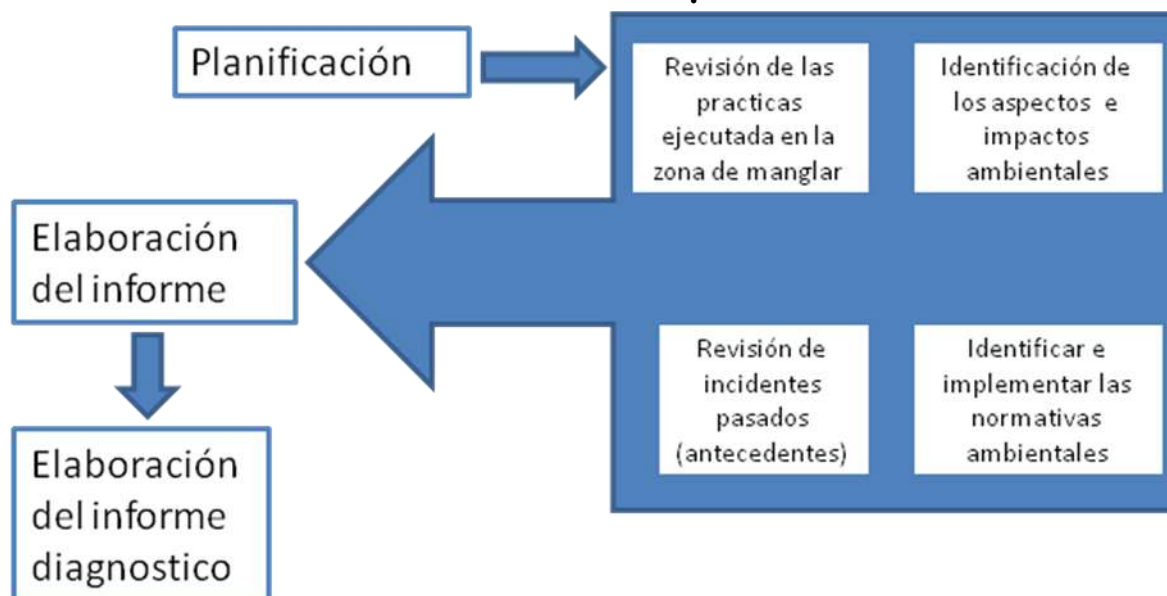 Planificación
Revisión de las
practicas
ejecutada en la
zona de manglar
Identificación de
los aspectos e
impactos
ambientales
Elaboración
del informe
Revisión de
incidentes
pasados
(antecedentes)
Identificar e
implementar las
normativas
ambientales
Elaboración
del informe
diagnostico